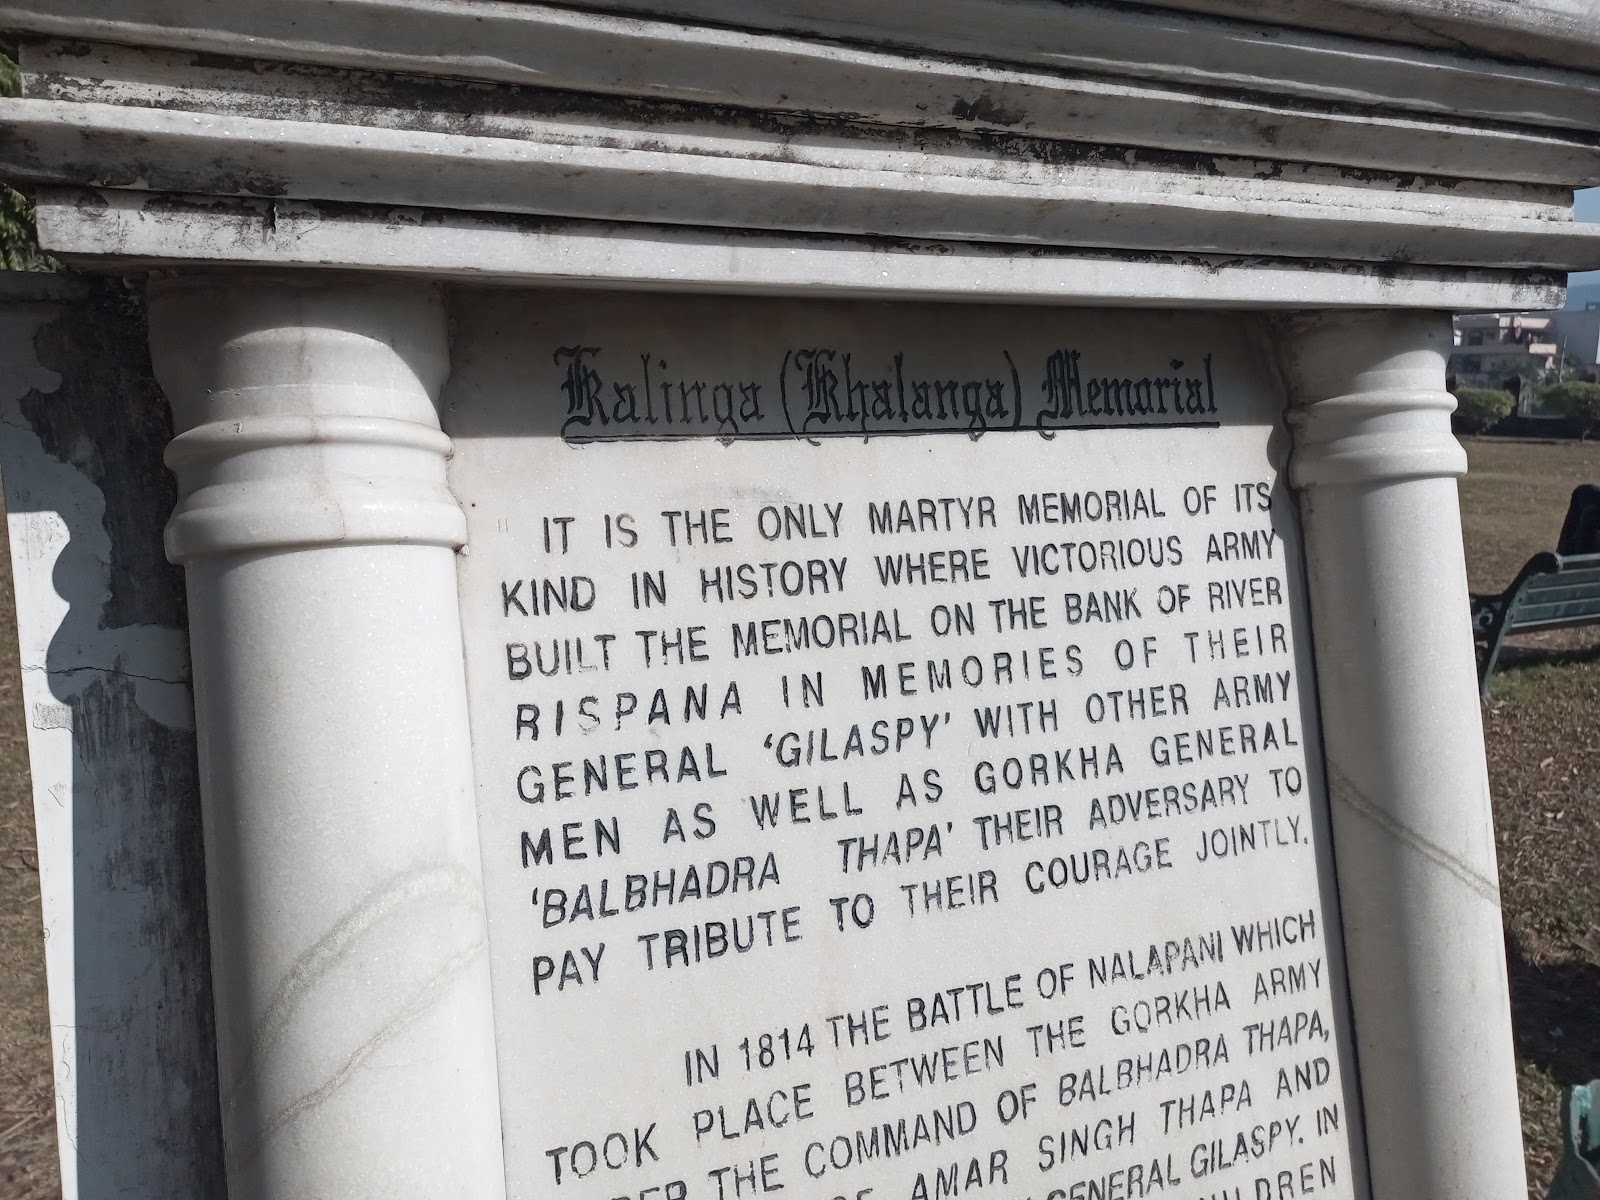 Kalinga (Khalanga) Memorial
IT IS THE ONLY MARTYR MEMORIAL OF ITS
KIND IN HISTORY WHERE VICTORIOUS ARMY
BUILT THE MEMORIAL ON THE BANK OF RIVER
RISPANA IN MEMORIES OF THEIR
GENERAL 'GILASPY' WITH OTHER ARMY
MEN AS WELL AS GORKHA GENERAL
'BALBHADRA THAPA' THEIR ADVERSARY TO
PAY TRIBUTE TO THEIR COURAGE JOINTLY.
IN 1814 THE BATTLE OF NALAPANI WHICH
TOOK PLACE BETWEEN THE GORKHA ARMY
THE COMMAND OF BALBHADRA THAPA,
AMAR SINGH THAPA AND
GENERAL GILASPY. IN